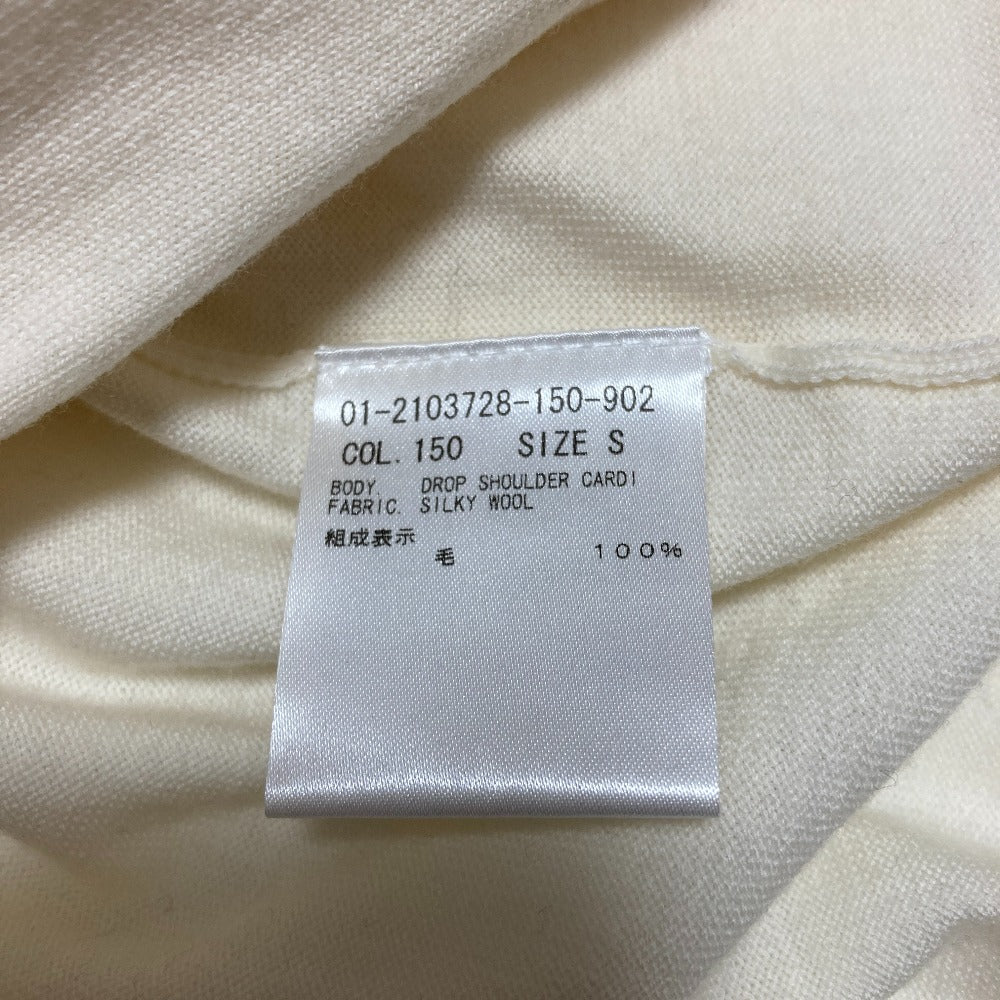 01-2103728-150-902
COL. 150 SIZE S
BODY. DROP SHOULDER CARDI
FABRIC. SILKY WOOL
組成表示
毛 100%